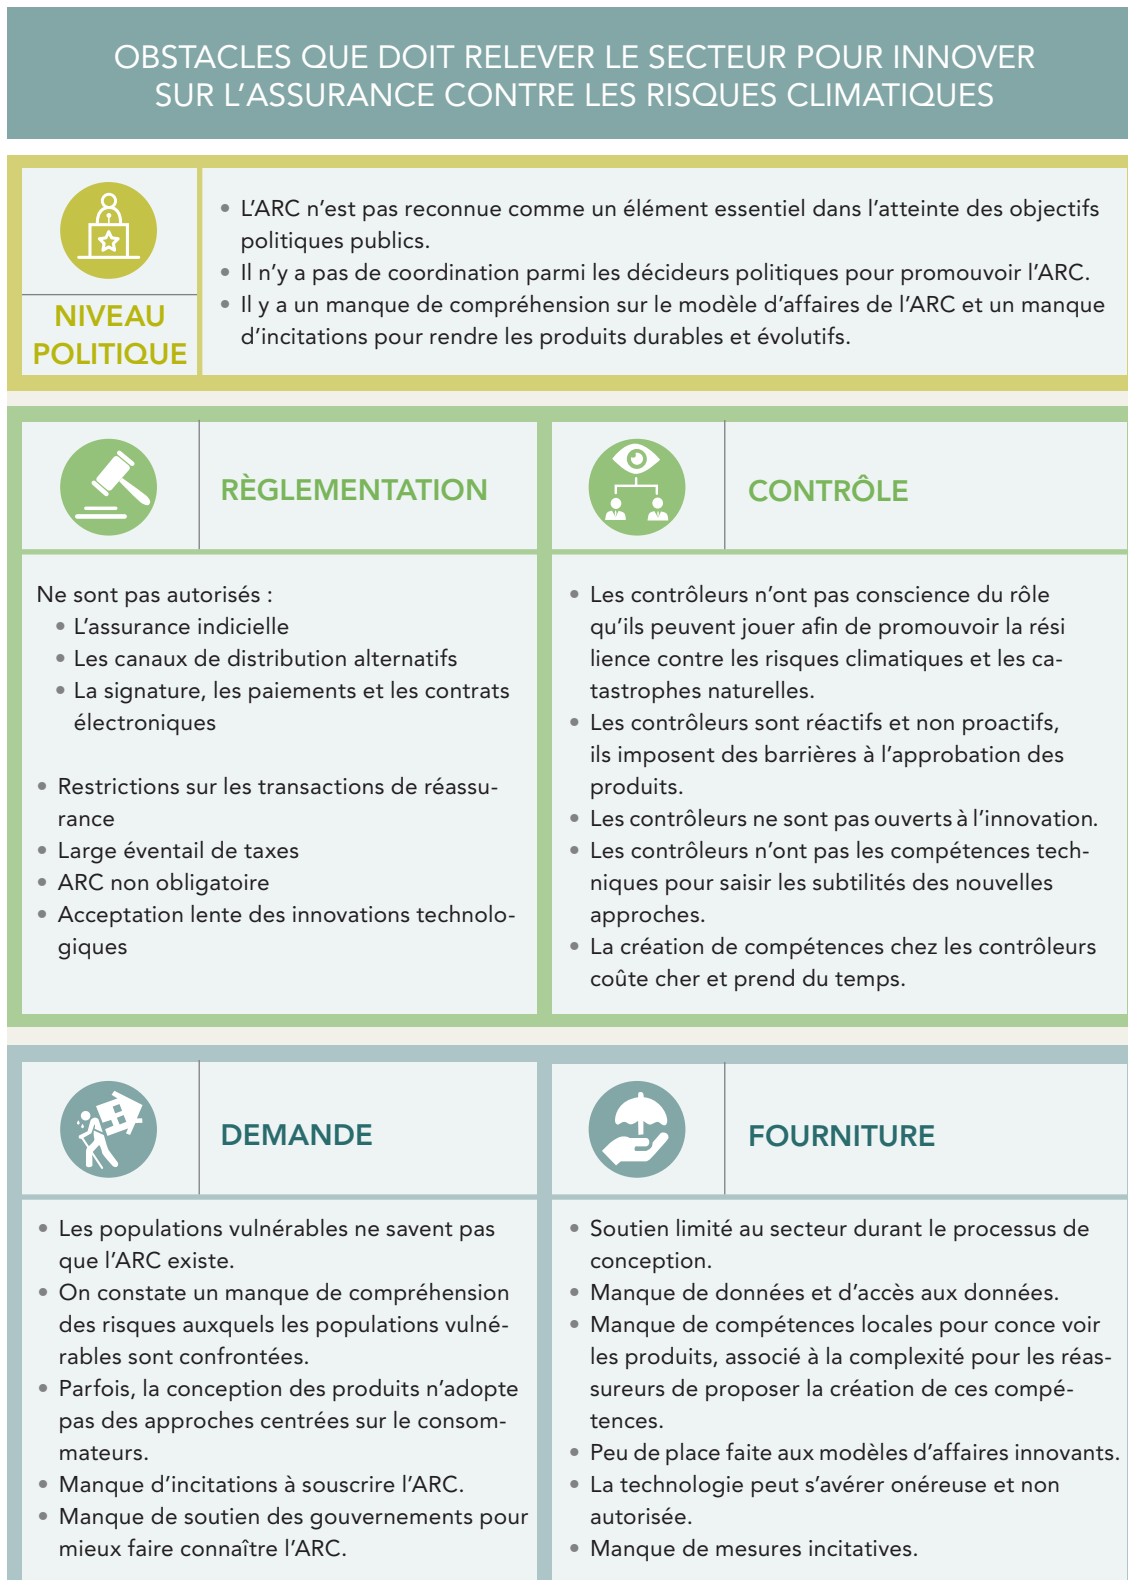 OBSTACLES QUE DOIT RELEVER LE SECTEUR POUR INNOVER
SUR L’ASSURANCE CONTRE LES RISQUES CLIMATIQUES
NIVEAU
POLITIQUE
• L’ARC n’est pas reconnue comme un élément essentiel dans l’atteinte des objectifs
politiques publics.
• Il n’y a pas de coordination parmi les décideurs politiques pour promouvoir l’ARC.
• Il y a un manque de compréhension sur le modèle d’affaires de l’ARC et un manque
d’incitations pour rendre les produits durables et évolutifs.
RÈGLEMENTATION
Ne sont pas autorisés :
• L’assurance indicielle
• Les canaux de distribution alternatifs
• La signature, les paiements et les contrats
électroniques
• Restrictions sur les transactions de réassu-
rance
• Large éventail de taxes
• ARC non obligatoire
• Acceptation lente des innovations technolo-
giques
CONTRÔLE
• Les contrôleurs n’ont pas conscience du rôle
qu’ils peuvent jouer afin de promouvoir la rési
lience contre les risques climatiques et les ca-
tastrophes naturelles.
• Les contrôleurs sont réactifs et non proactifs,
ils imposent des barrières à l’approbation des
produits.
• Les contrôleurs ne sont pas ouverts à l’innovation.
• Les contrôleurs n’ont pas les compétences tech-
niques pour saisir les subtilités des nouvelles
approches.
• La création de compétences chez les contrôleurs
coûte cher et prend du temps.
DEMANDE
• Les populations vulnérables ne savent pas
que l’ARC existe.
• On constate un manque de compréhension
des risques auxquels les populations vulné-
rables sont confrontées.
• Parfois, la conception des produits n’adopte
pas des approches centrées sur le consom-
mateurs.
• Manque d’incitations à souscrire l’ARC.
• Manque de soutien des gouvernements pour
mieux faire connaître l’ARC.
FOURNITURE
• Soutien limité au secteur durant le processus de
conception.
• Manque de données et d’accès aux données.
• Manque de compétences locales pour conce voir
les produits, associé à la complexité pour les réas-
sureurs de proposer la création de ces compé-
tences.
• Peu de place faite aux modèles d’affaires innovants.
• La technologie peut s’avérer onéreuse et non
autorisée.
• Manque de mesures incitatives.